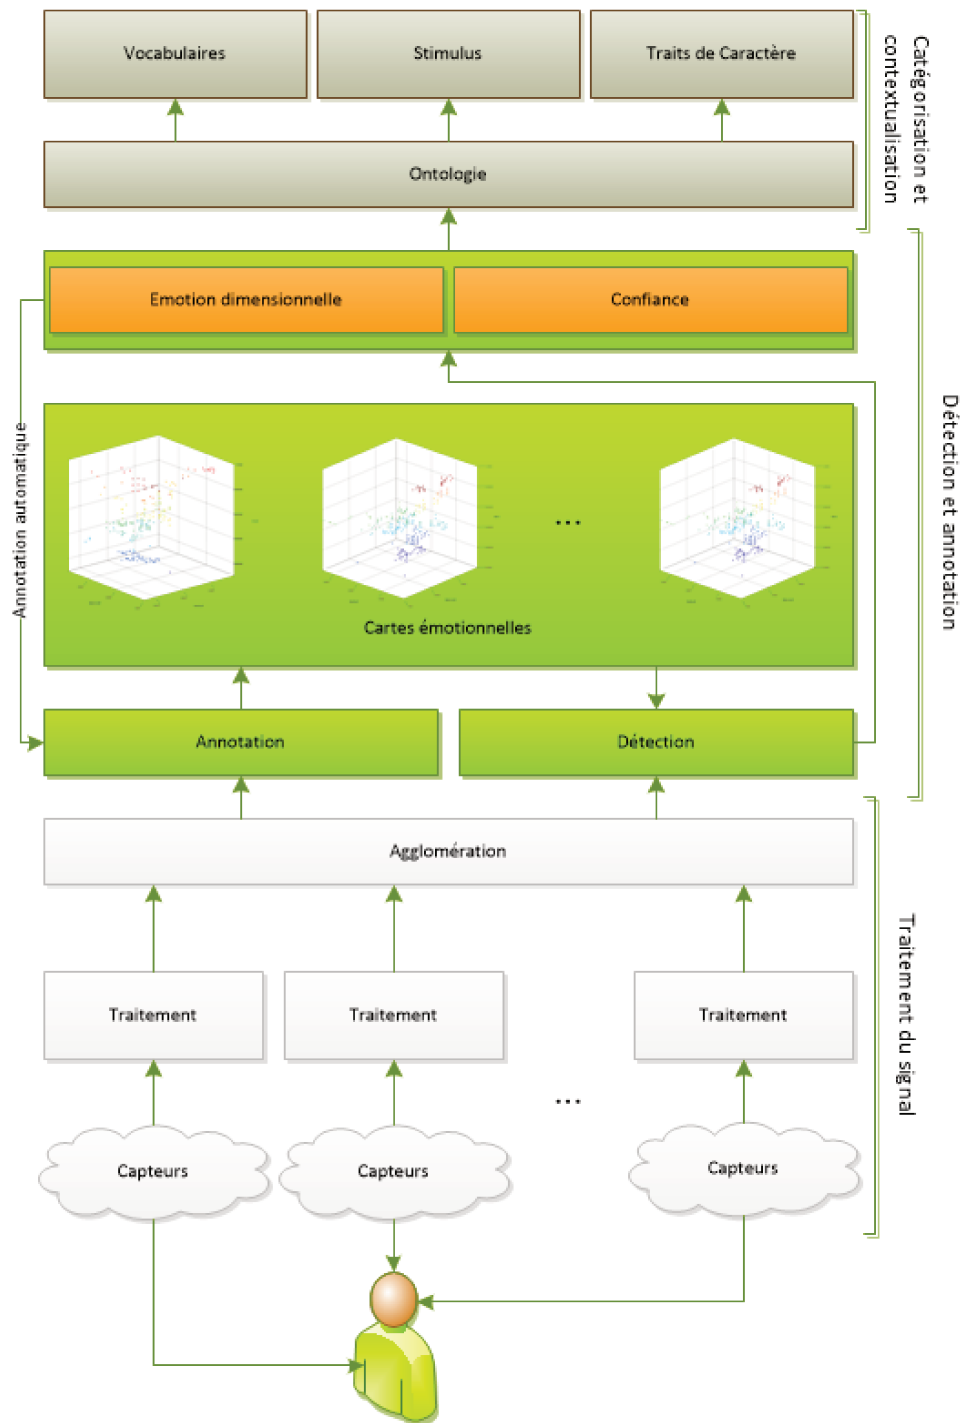 Vocabulaires
Stimulus
Traits de Caractère
Catégorisation et
contextualisation
Ontologie
Emotion dimensionnelle
Confiance
Annotation automatique
...
Cartes émotionnelles
Détection et annotation
Annotation
Détection
Agglomération
Traitement
Traitement
Traitement
Traitement du signal
...
Capteurs
Capteurs
Capteurs